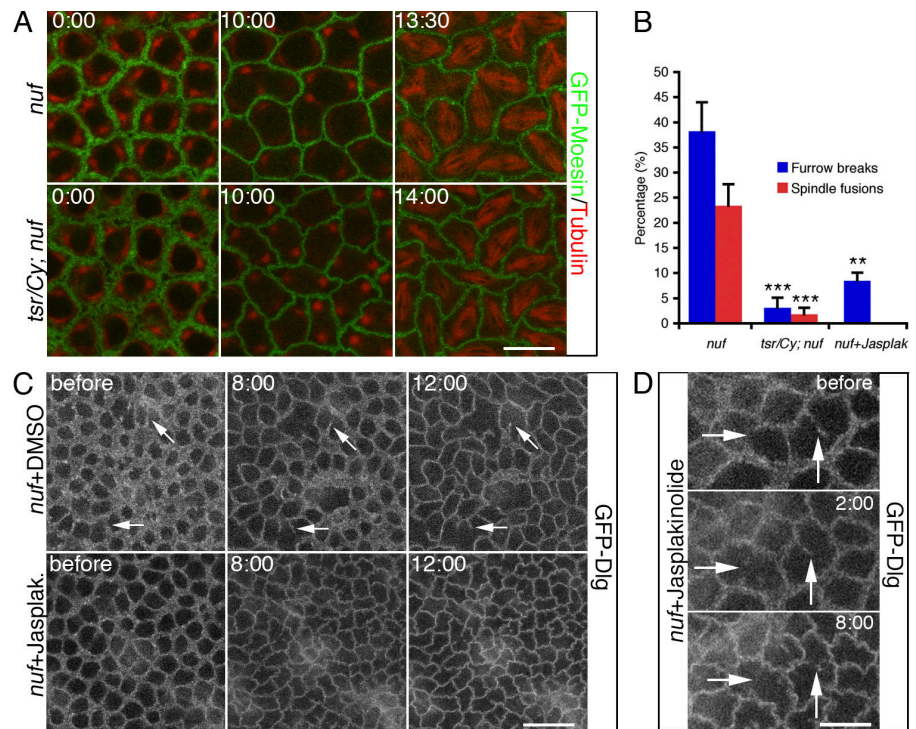 A
0:00
10:00
13:30
nuf
0:00
10:00
14:00
tsr/Cy; nuf
GFP-Moesin/Tubulin
B
50
45
40
35
30
25
20
15
10
5
0
Percentage (%)
Furrow breaks
Spindle fusions
***
***
**
nuf
tsr/Cy; nuf
nuf+Jasplak
C
before
8:00
12:00
nuf+DMSO
before
8:00
12:00
nuf+Jasplak.
GFP-Dlg
D
before
2:00
8:00
nuf+Jasplakinolide
GFP-Dlg